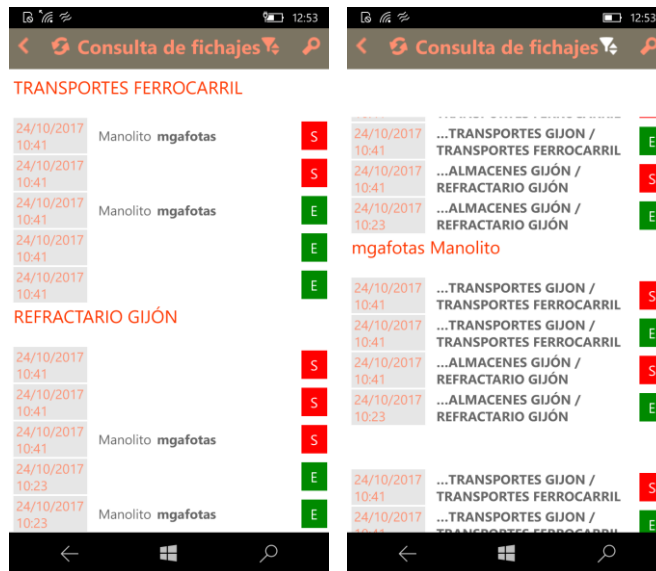 12:53
Consulta de fichajes
TRANSPORTES FERROCARRIL
24/10/2017
10:41
Manolito mgafotas
S
24/10/2017
10:41
S
24/10/2017
10:41
Manolito mgafotas
E
24/10/2017
10:41
E
24/10/2017
10:41
E
REFRACTARIO GIJÓN
24/10/2017
10:41
S
24/10/2017
10:41
S
24/10/2017
10:41
Manolito mgafotas
S
24/10/2017
10:23
E
24/10/2017
10:23
Manolito mgafotas
E
12:53
Consulta de fichajes
24/10/2017
10:41
...TRANSPORTES GIJON /
TRANSPORTES FERROCARRIL
E
24/10/2017
10:41
...ALMACENES GIJÓN /
REFRACTARIO GIJÓN
S
24/10/2017
10:23
...ALMACENES GIJÓN /
REFRACTARIO GIJÓN
E
mgafotas Manolito
24/10/2017
10:41
...TRANSPORTES GIJON /
TRANSPORTES FERROCARRIL
S
24/10/2017
10:41
...TRANSPORTES GIJON /
TRANSPORTES FERROCARRIL
E
24/10/2017
10:41
...ALMACENES GIJÓN /
REFRACTARIO GIJÓN
S
24/10/2017
10:23
...ALMACENES GIJÓN /
REFRACTARIO GIJÓN
E
24/10/2017
10:41
...TRANSPORTES GIJON /
TRANSPORTES FERROCARRIL
S
24/10/2017
10:41
...TRANSPORTES GIJON /
TRANSPORTES FERROCARRIL
E